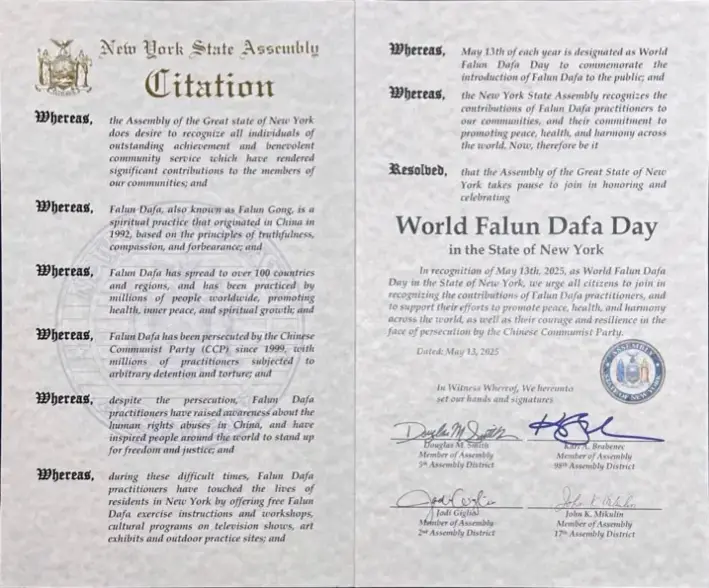 New York State Assembly
Citation
Whereas, the Assembly of the Great state of New York
does desire to recognize all individuals of
outstanding achievement and benevolent
community service which have rendered
significant contributions to the members of
our communities; and
Whereas, Falun Dafa, also known as Falun Gong, is a
spiritual practice that originated in China in
1992, based on the principles of truthfulness,
compassion, and forbearance; and
Whereas, Falun Dafa has spread to over 100 countries
and regions, and has been practiced by
millions of people worldwide, promoting
health, inner peace, and spiritual growth; and
Whereas, Falun Dafa has been persecuted by the Chinese
Communist Party (CCP) since 1999, with
millions of practitioners subjected to
arbitrary detention and torture; and
Whereas, despite the persecution, Falun Dafa
practitioners have raised awareness about the
human rights abuses in China, and have
inspired people around the world to stand up
for freedom and justice; and
Whereas, during these difficult times, Falun Dafa
practitioners have touched the lives of
residents in New York by offering free Falun
Dafa exercise instructions and workshops,
cultural programs on television shows, art
exhibits and outdoor practice sites; and
Whereas, May 13th of each year is designated as World
Falun Dafa Day to commemorate the
introduction of Falun Dafa to the public; and
Whereas, the New York State Assembly recognizes the
contributions of Falun Dafa practitioners to
our communities, and their commitment to
promoting peace, health, and harmony across
the world. Now, therefore be it
Resolved, that the Assembly of the Great State of New
York takes pause to join in honoring and
celebrating
World Falun Dafa Day
in the State of New York
In recognition of May 13th, 2025, as World Falun Dafa
Day in the State of New York, we urge all citizens to join in
recognizing the contributions of Falun Dafa practitioners, and
to support their efforts to promote peace, health, and harmony
across the world, as well as their courage and resilience in the
face of persecution by the Chinese Communist Party.
Dated: May 13, 2025
ASSEMBLY
STATE OF NEW YORK
In Witness Whereof, We hereunto
set our hands and signatures
Douglas M. Smith
Douglas M. Smith
Member of Assembly
5th Assembly District
Karl A. Brabenec
Member of Assembly
98th Assembly District
Jodi Giglio
Member of Assembly
2nd Assembly District
John K. Mikulin
John K. Mikulin
Member of Assembly
17th Assembly District